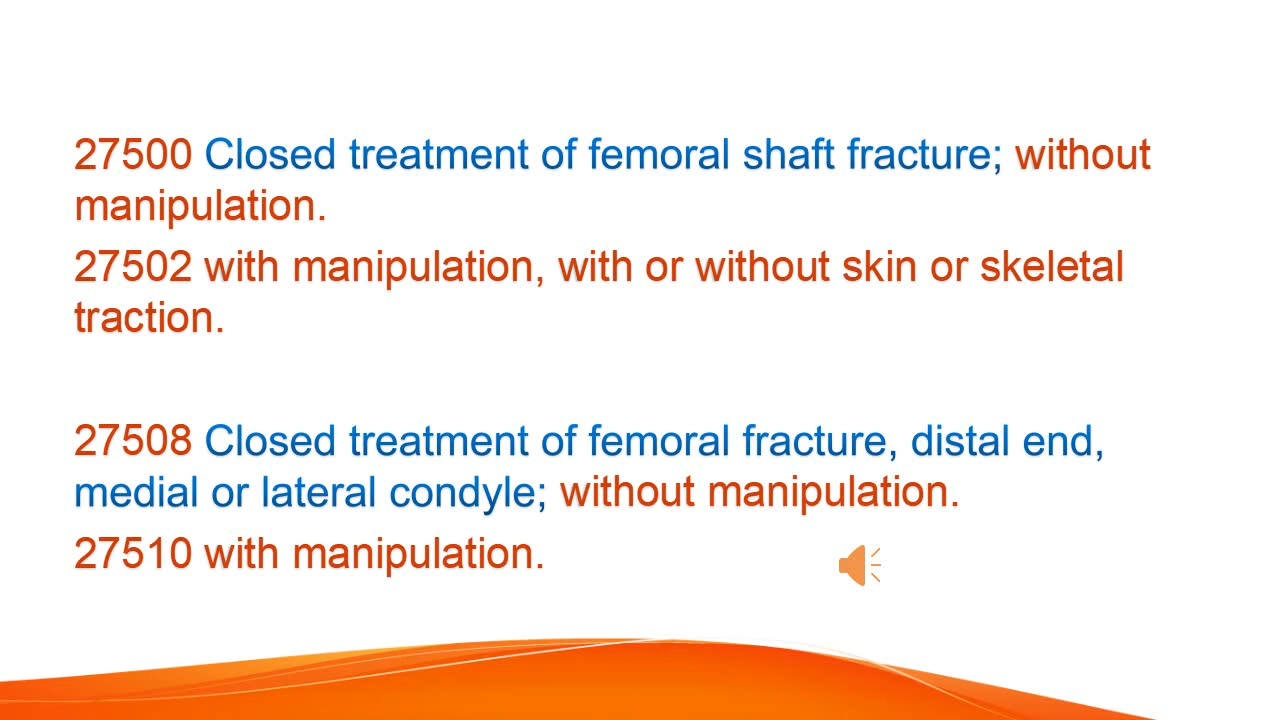 27500 Closed treatment of femoral shaft fracture; without
manipulation.
27502 with manipulation, with or without skin or skeletal
traction.
27508 Closed treatment of femoral fracture, distal end,
medial or lateral condyle; without manipulation.
27510 with manipulation.